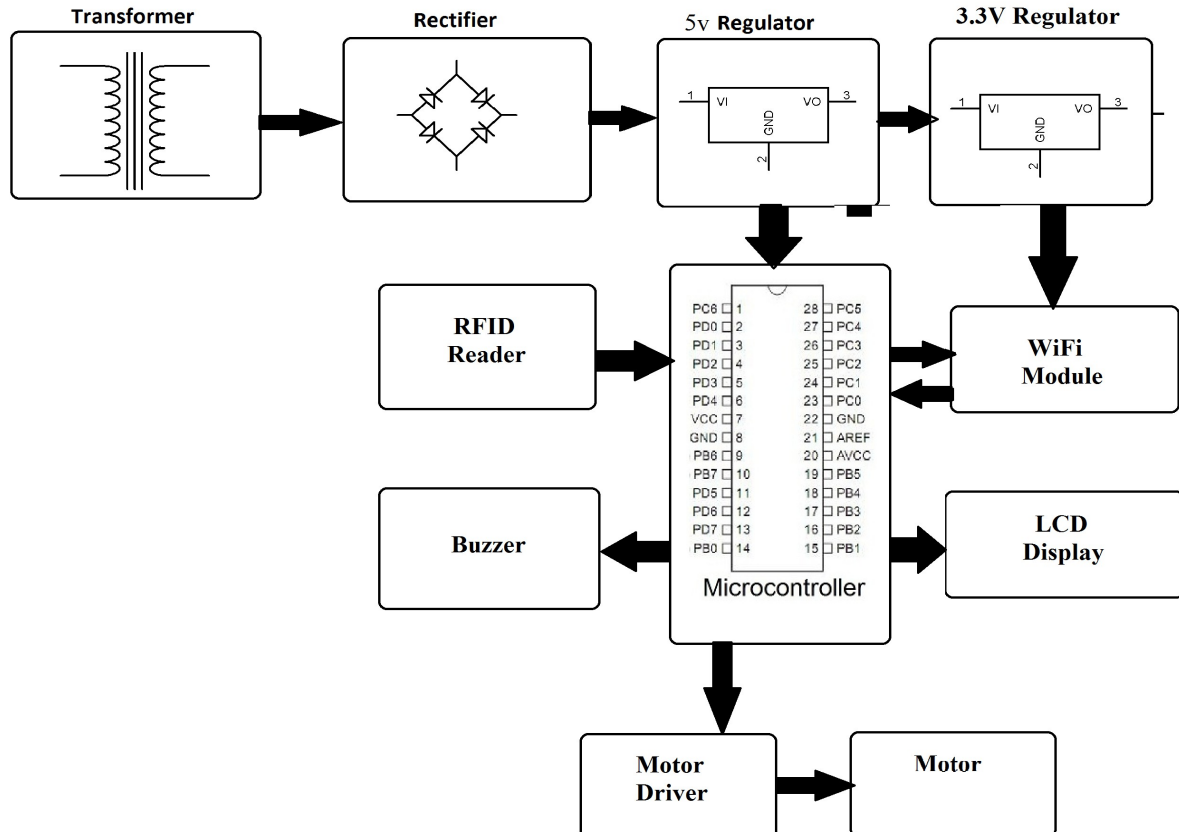 Transformer
Rectifier
5v Regulator
3.3V Regulator
1 VI VO 3
GND
2
1 VI VO 3
GND
2
RFID
Reader
PC6 1 28 PC5
PD0 2 27 PC4
PD1 3 26 PC3
PD2 4 25 PC2
PD3 5 24 PC1
PD4 6 23 PC0
VCC 7 22 GND
GND 8 21 AREF
PB6 9 20 AVCC
PB7 10 19 PB5
PD5 11 18 PB4
PD6 12 17 PB3
PD7 13 16 PB2
PB0 14 15 PB1
Microcontroller
WiFi
Module
Buzzer
LCD
Display
Motor
Driver
Motor